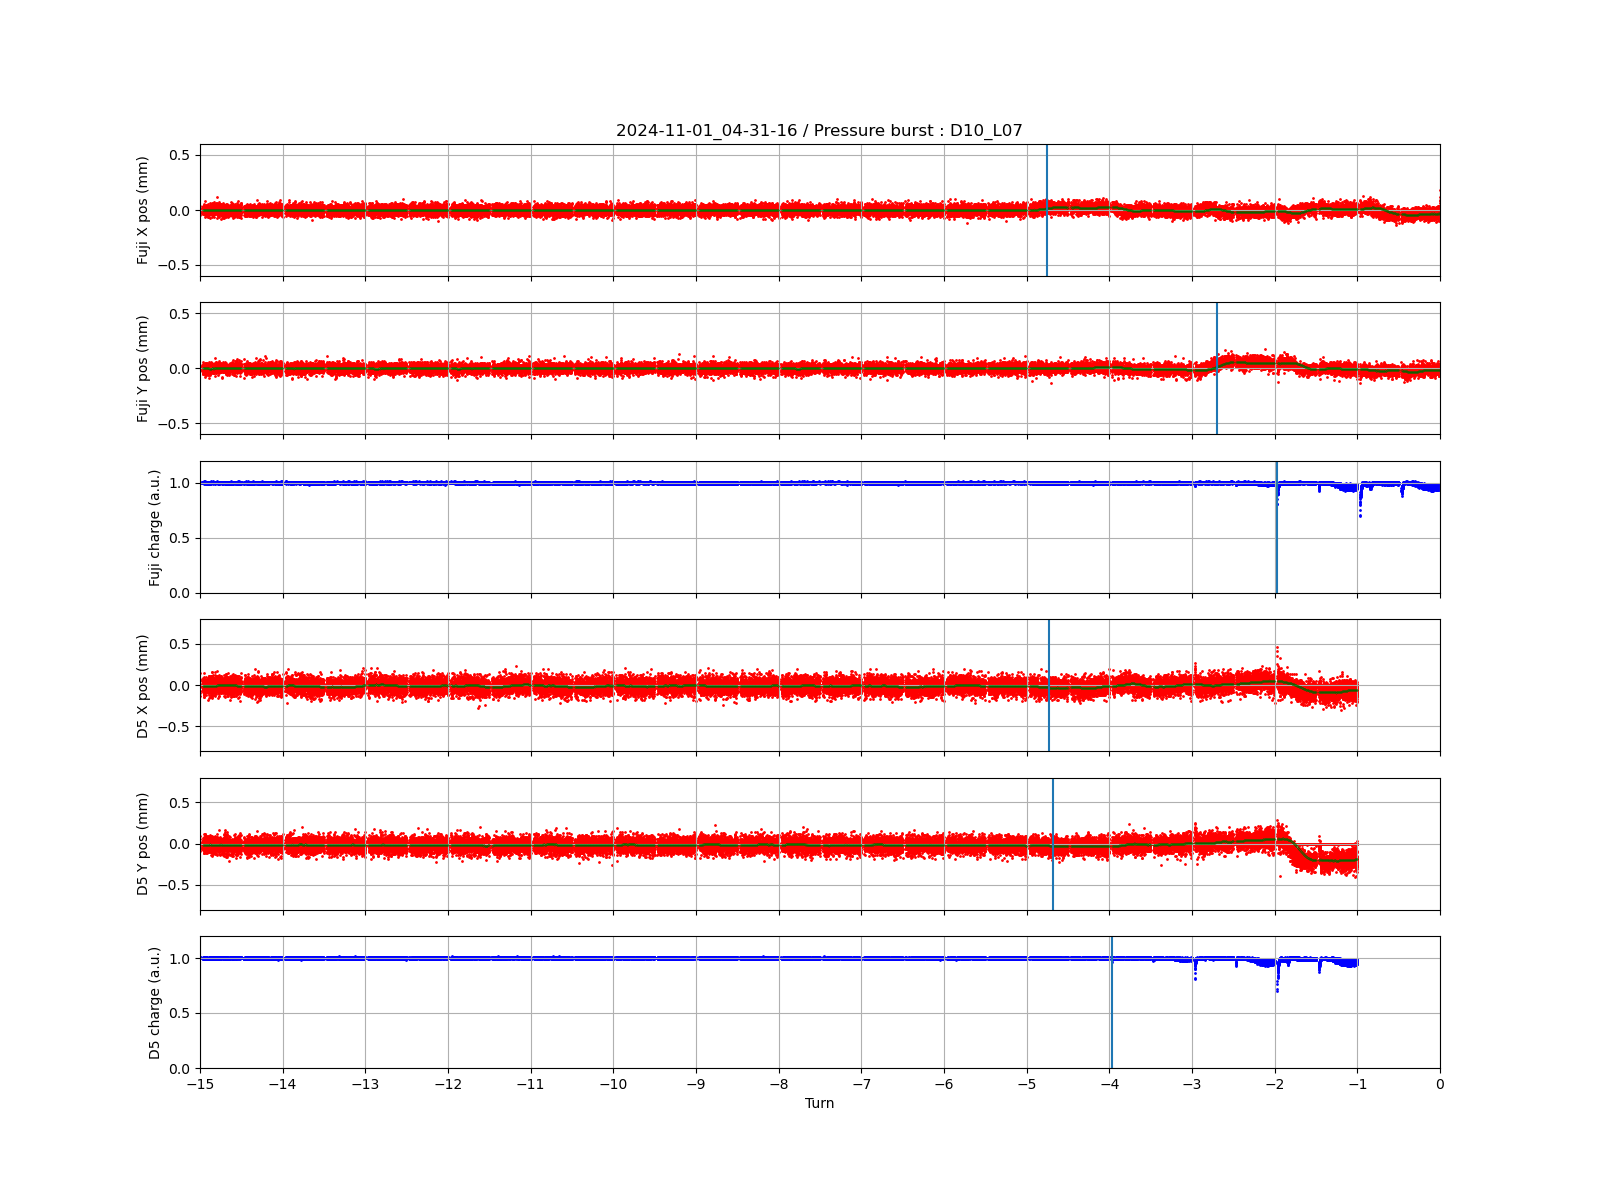 2024-11-01_04-31-16 / Pressure burst : D10_L07
Fuji X pos (mm)
0.5
0.0
−0.5
Fuji Y pos (mm)
0.5
0.0
−0.5
Fuji charge (a.u.)
1.0
0.5
0.0
D5 X pos (mm)
0.5
0.0
−0.5
D5 Y pos (mm)
0.5
0.0
−0.5
D5 charge (a.u.)
1.0
0.5
0.0
−15 −14 −13 −12 −11 −10 −9 −8 −7 −6 −5 −4 −3 −2 −1 0
Turn